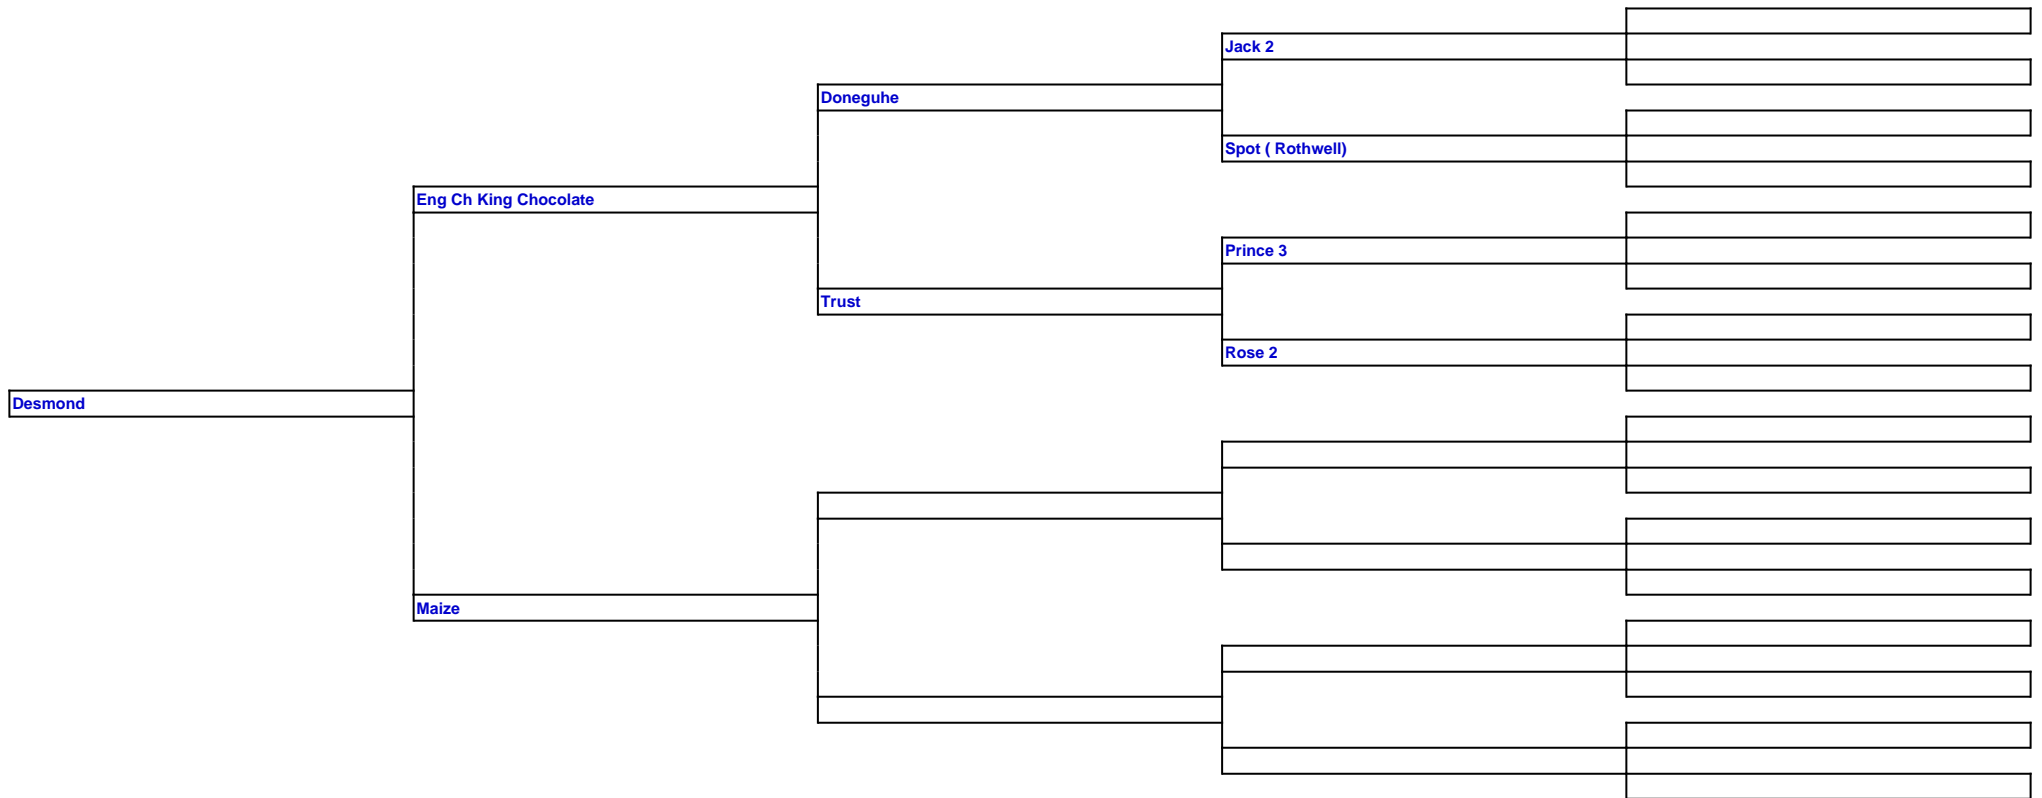 Jack 2
Doneguhe
Spot ( Rothwell)
Eng Ch King Chocolate
Prince 3
Trust
Rose 2
Desmond
Maize